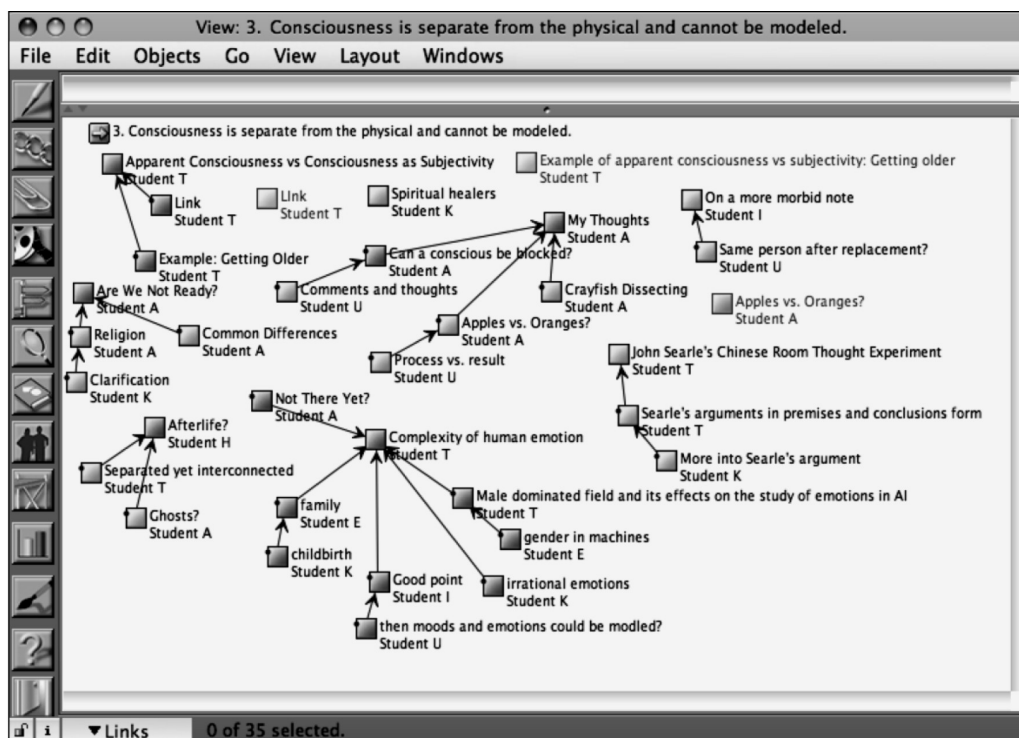 View: 3. Consciousness is separate from the physical and cannot be modeled.
File Edit Objects Go View Layout Windows
3. Consciousness is separate from the physical and cannot be modeled.
Apparent Consciousness vs Consciousness as Subjectivity
Student T
Example of apparent consciousness vs subjectivity: Getting older
Student T
Link
Student T
LInk
Student T
Spiritual healers
Student K
My Thoughts
Student A
On a more morbid note
Student I
Example: Getting Older
Student T
Can a conscious be blocked?
Student A
Same person after replacement?
Student U
Are We Not Ready?
Student A
Comments and thoughts
Student U
Crayfish Dissecting
Student A
Apples vs. Oranges?
Student A
Religion
Student A
Common Differences
Student A
Apples vs. Oranges?
Student A
Process vs. result
Student U
John Searle's Chinese Room Thought Experiment
Student T
Clarification
Student K
Not There Yet?
Student A
Searle's arguments in premises and conclusions form
Student T
Afterlife?
Student H
Complexity of human emotion
Student T
More into Searle's argument
Student K
Separated yet interconnected
Student T
Ghosts?
Student A
family
Student E
Male dominated field and its effects on the study of emotions in AI
Student T
gender in machines
Student E
childbirth
Student K
Good point
Student I
irrational emotions
Student K
then moods and emotions could be modled?
Student U
i
Links
0 of 35 selected.